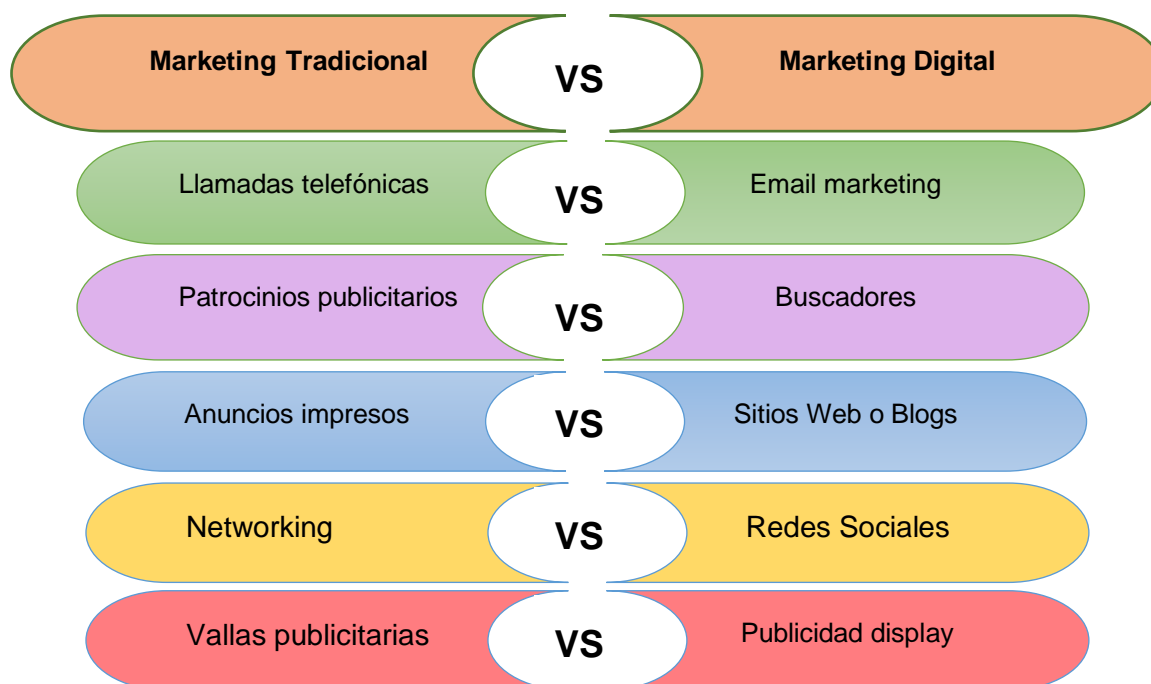 Marketing Tradicional VS Marketing Digital
Llamadas telefónicas VS Email marketing
Patrocinios publicitarios VS Buscadores
Anuncios impresos VS Sitios Web o Blogs
Networking VS Redes Sociales
Vallas publicitarias VS Publicidad display